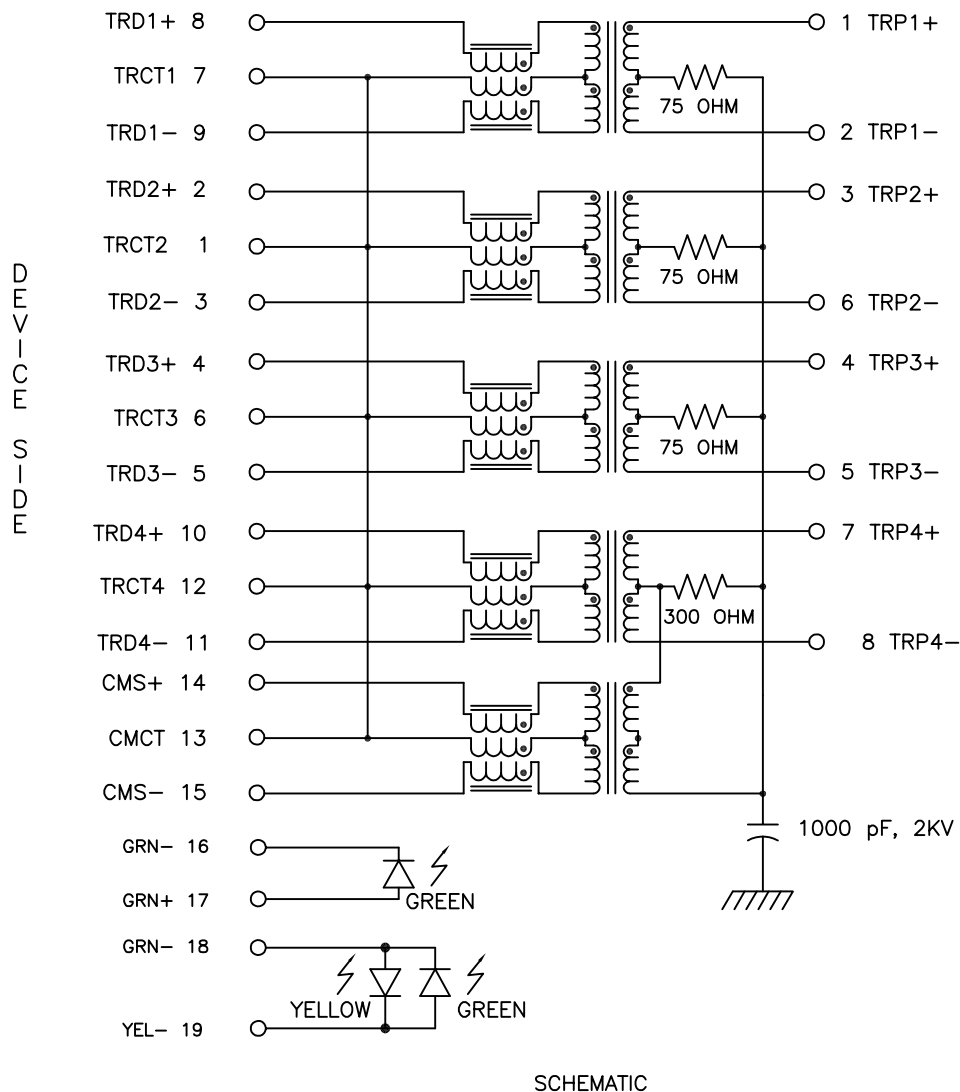 TRD1+ 8
1 TRP1+
TRCT1 7
75 OHM
TRD1- 9
2 TRP1-
TRD2+ 2
3 TRP2+
TRCT2 1
75 OHM
TRD2- 3
6 TRP2-
DEVICE SIDE
TRD3+ 4
4 TRP3+
TRCT3 6
75 OHM
TRD3- 5
5 TRP3-
TRD4+ 10
7 TRP4+
TRCT4 12
300 OHM
TRD4- 11
8 TRP4-
CMS+ 14
CMCT 13
CMS- 15
1000 pF, 2KV
GRN- 16
GRN+ 17
GREEN
GRN- 18
YELLOW
GREEN
YEL- 19
SCHEMATIC